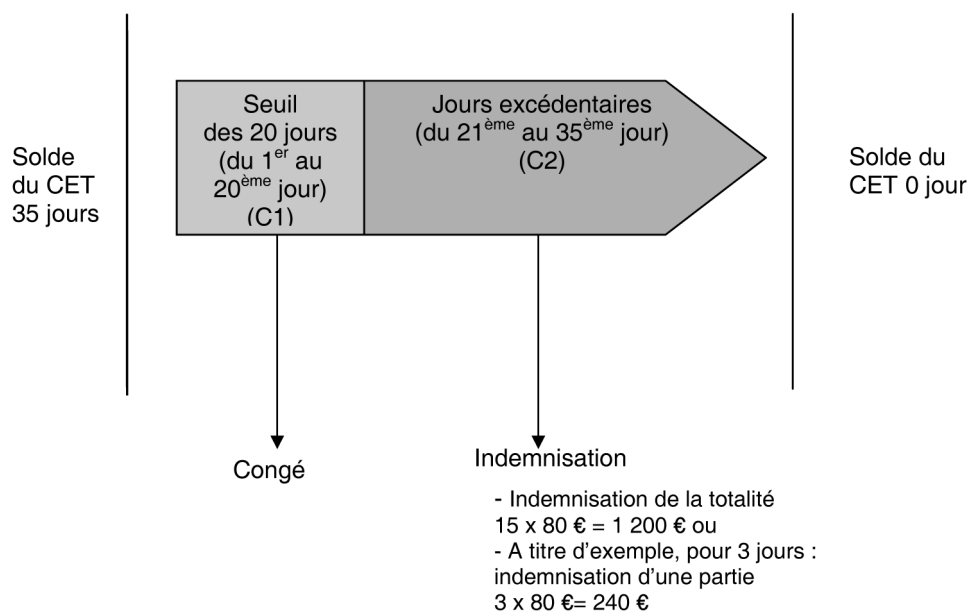 Solde
du CET
35 jours
Seuil
des 20 jours
(du 1er au
20ème jour)
(C1)
Jours excédentaires
(du 21ème au 35ème jour)
(C2)
Solde du
CET 0 jour
Congé
Indemnisation
- Indemnisation de la totalité
15 x 80 € = 1 200 € ou
- A titre d'exemple, pour 3 jours :
indemnisation d'une partie
3 x 80 €= 240 €